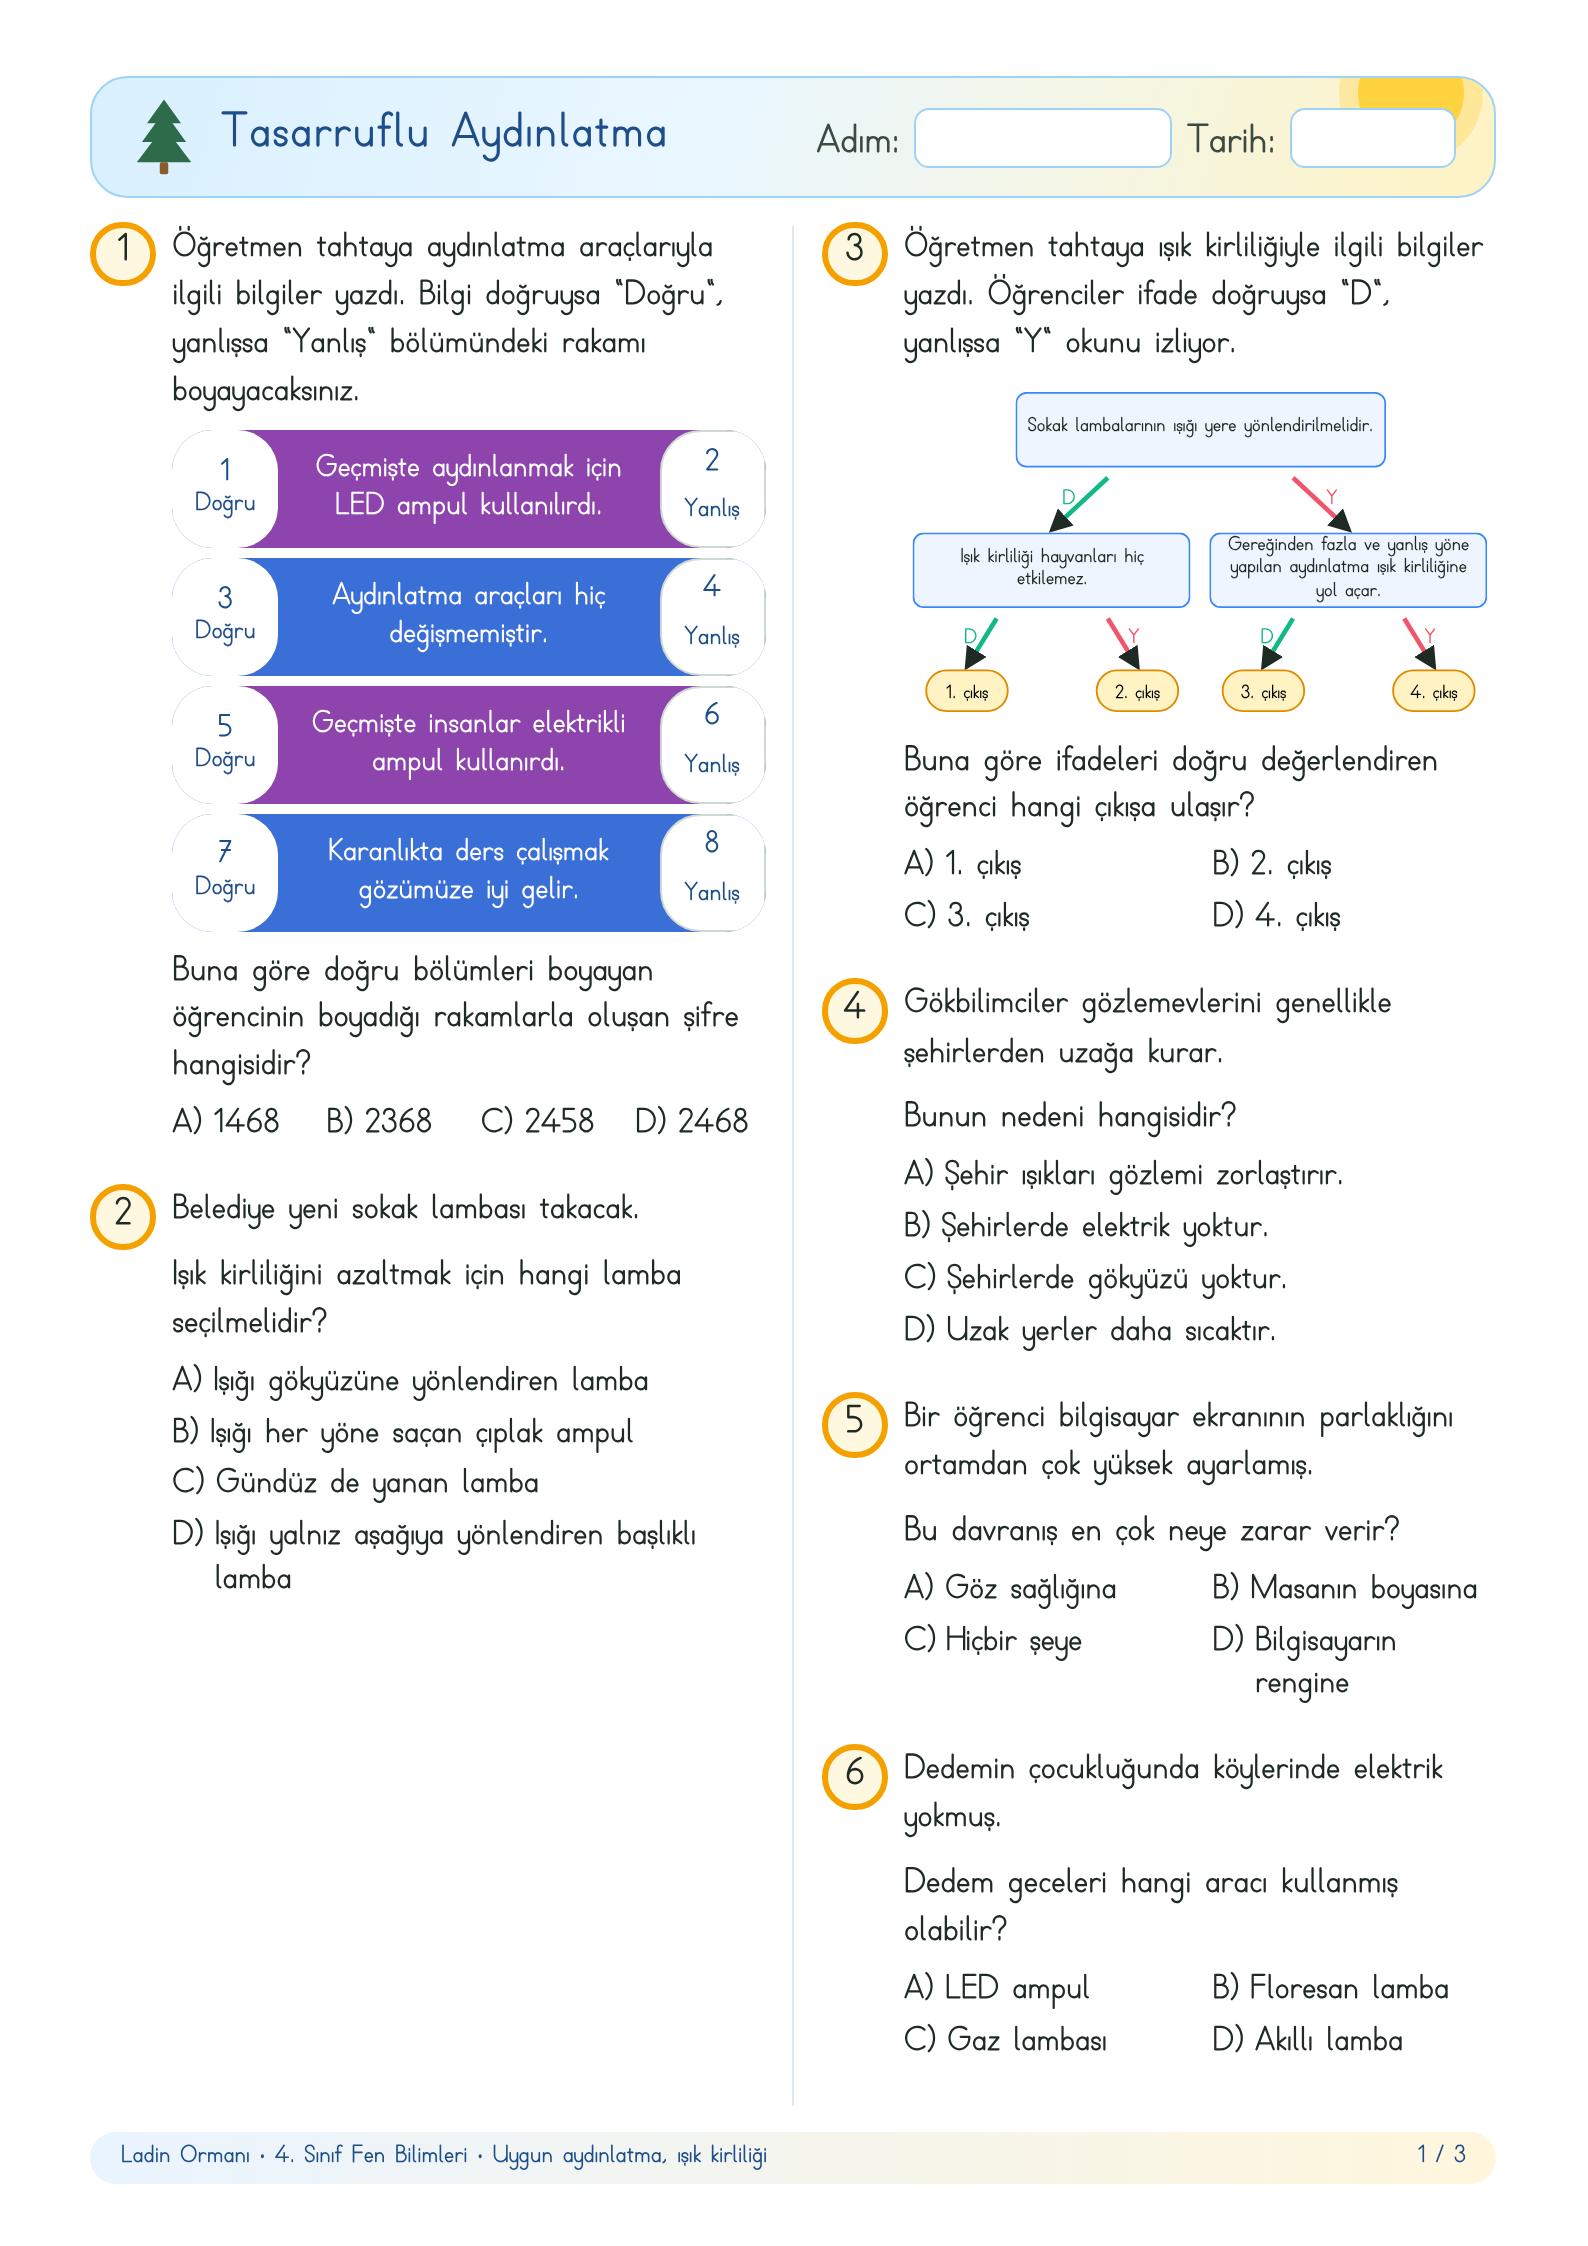 Tasarruflu Aydınlatma
Adım:
Tarih:
1
Öğretmen tahtaya aydınlatma araçlarıyla
ilgili bilgiler yazdı. Bilgi doğruysa "Doğru",
yanlışsa "Yanlış" bölümündeki rakamı
boyayacaksınız.
1
Doğru
Geçmişte aydınlanmak için
LED ampul kullanılırdı.
2
Yanlış
3
Doğru
Aydınlatma araçları hiç
değişmemiştir.
4
Yanlış
5
Doğru
Geçmişte insanlar elektrikli
ampul kullanırdı.
6
Yanlış
7
Doğru
Karanlıkta ders çalışmak
gözümüze iyi gelir.
8
Yanlış
Buna göre doğru bölümleri boyayan
öğrencinin boyadığı rakamlarla oluşan şifre
hangisidir?
A) 1468 B) 2368 C) 2458 D) 2468
2
Belediye yeni sokak lambası takacak.
Işık kirliliğini azaltmak için hangi lamba
seçilmelidir?
A) Işığı gökyüzüne yönlendiren lamba
B) Işığı her yöne saçan çıplak ampul
C) Gündüz de yanan lamba
D) Işığı yalnız aşağıya yönlendiren başlıklı
lamba
3
Öğretmen tahtaya ışık kirliliğiyle ilgili bilgiler
yazdı. Öğrenciler ifade doğruysa "D",
yanlışsa "Y" okunu izliyor.
Sokak lambalarının ışığı yere yönlendirilmelidir.
D
Y
Işık kirliliği hayvanları hiç
etkilemez.
Gereğinden fazla ve yanlış yöne
yapılan aydınlatma ışık kirliliğine
yol açar.
D
Y
D
Y
1. çıkış
2. çıkış
3. çıkış
4. çıkış
Buna göre ifadeleri doğru değerlendiren
öğrenci hangi çıkışa ulaşır?
A) 1. çıkış B) 2. çıkış
C) 3. çıkış D) 4. çıkış
4
Gökbilimciler gözlemevlerini genellikle
şehirlerden uzağa kurar.
Bunun nedeni hangisidir?
A) Şehir ışıkları gözlemi zorlaştırır.
B) Şehirlerde elektrik yoktur.
C) Şehirlerde gökyüzü yoktur.
D) Uzak yerler daha sıcaktır.
5
Bir öğrenci bilgisayar ekranının parlaklığını
ortamdan çok yüksek ayarlamış.
Bu davranış en çok neye zarar verir?
A) Göz sağlığına B) Masanın boyasına
C) Hiçbir şeye D) Bilgisayarın
rengine
6
Dedemin çocukluğunda köylerinde elektrik
yokmuş.
Dedem geceleri hangi aracı kullanmış
olabilir?
A) LED ampul B) Floresan lamba
C) Gaz lambası D) Akıllı lamba
Ladin Ormanı • 4. Sınıf Fen Bilimleri • Uygun aydınlatma, ışık kirliliği
1 / 3